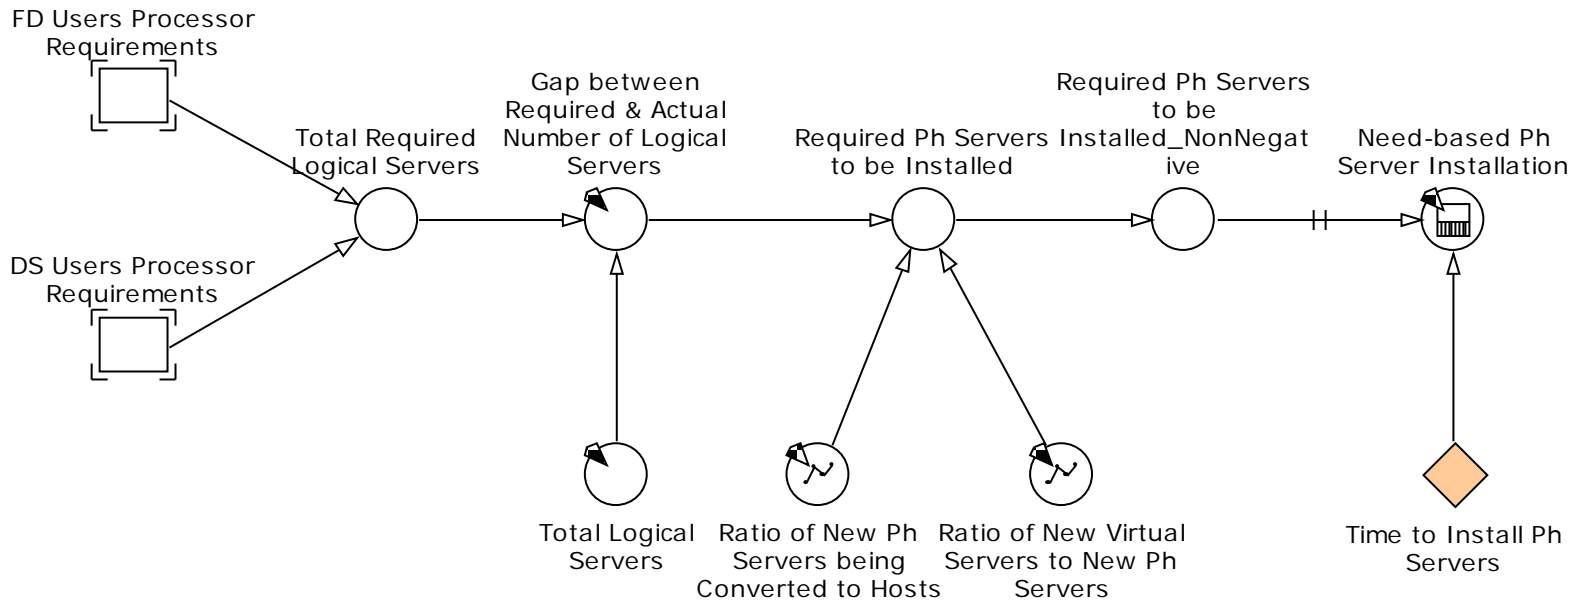 FD Users Processor
Requirements
Gap between
Required & Actual
Number of Logical
Servers
Required Ph Servers
to be
Installed_NonNegat
ive
Total Required
Logical Servers
Required Ph Servers
to be Installed
Need-based Ph
Server Installation
DS Users Processor
Requirements
Total Logical
Servers
Ratio of New Ph
Servers being
Converted to Hosts
Ratio of New Virtual
Servers to New Ph
Servers
Time to Install Ph
Servers